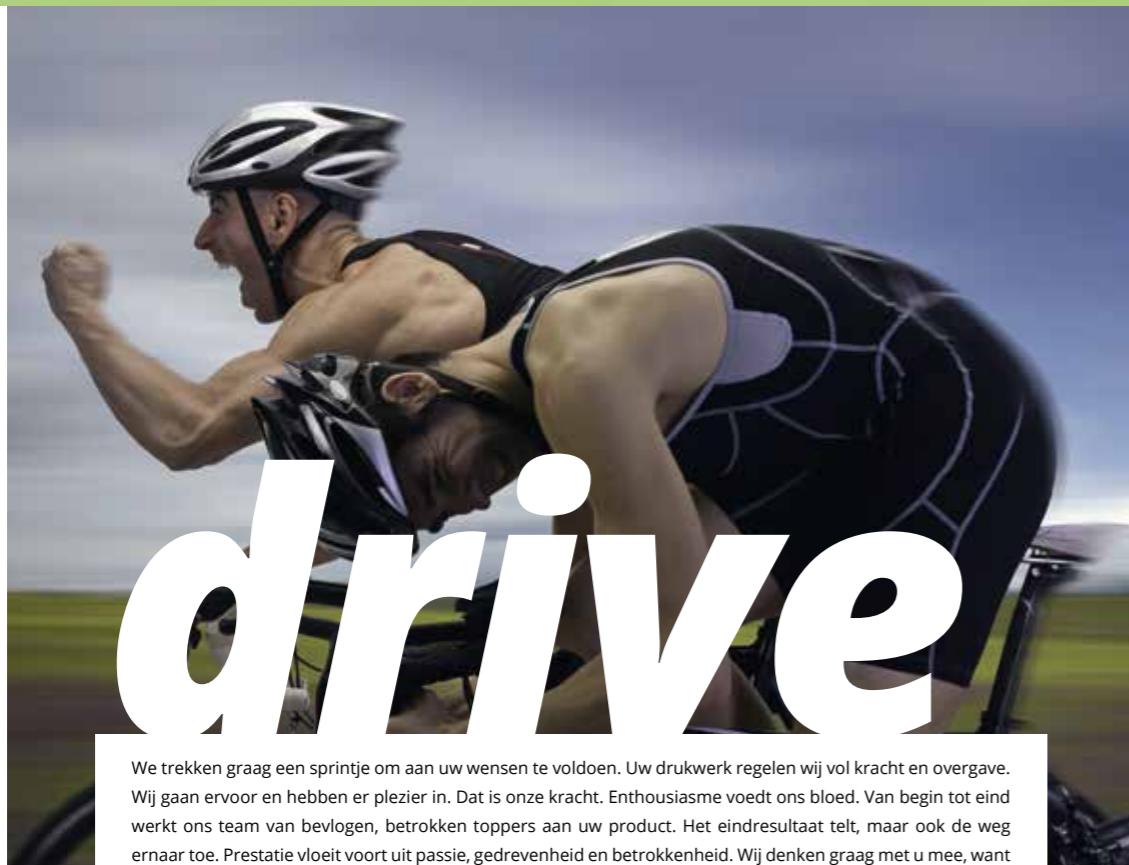 drive
We trekken graag een sprintje om aan uw wensen te voldoen. Uw drukwerk regelen wij vol kracht en overgave.
Wij gaan ervoor en hebben er plezier in. Dat is onze kracht. Enthousiasme voedt ons bloed. Van begin tot eind
werkt ons team van bevlogen, betrokken toppers aan uw product. Het eindresultaat telt, maar ook de weg
ernaar toe. Prestatie vloeit voort uit passie, gedrevenheid en betrokkenheid. Wij denken graag met u mee, want